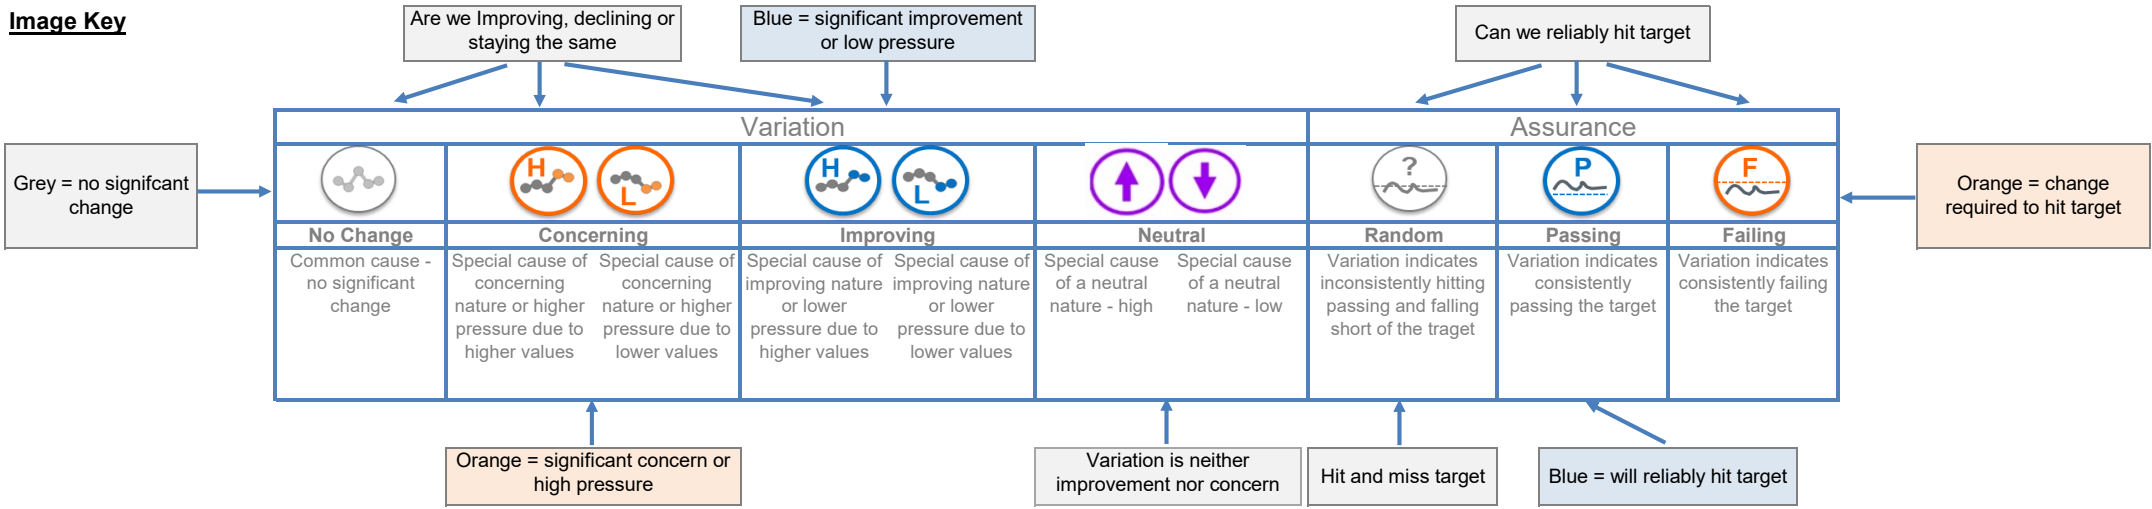 Image Key
Are we Improving, declining or
staying the same
Blue = significant improvement
or low pressure
Can we reliably hit target
Grey = no signifcant
change
Orange = change
required to hit target
Variation
Assurance
H
L
H
L
?
P
F
No Change
Concerning
Improving
Neutral
Random
Passing
Failing
Common cause -
no significant
change
Special cause of
concerning
nature or higher
pressure due to
higher values
Special cause of
concerning
nature or higher
pressure due to
lower values
Special cause of
improving nature
or lower
pressure due to
higher values
Special cause of
improving nature
or lower
pressure due to
lower values
Special cause
of a neutral
nature - high
Special cause
of a neutral
nature - low
Variation indicates
inconsistently hitting
passing and falling
short of the traget
Variation indicates
consistently
passing the target
Variation indicates
consistently failing
the target
Orange = significant concern or
high pressure
Variation is neither
improvement nor concern
Hit and miss target
Blue = will reliably hit target